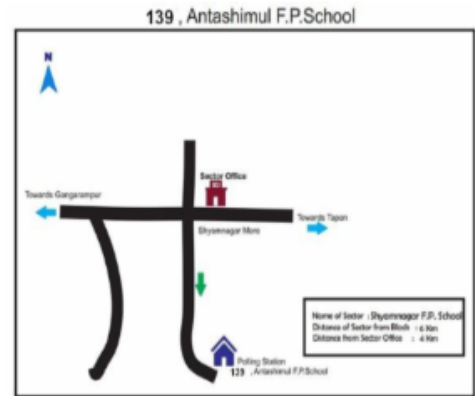 139 , Antashimul F.P.School
N
Sector Office
Towards Gangarampur
Towards Tapan
Shyamnagar More
Name of Sector : Shyamnagar F.P. School
Distance of Sector from Block : 6 Km
Distance from Sector Office : 4 Km
Polling Station
139 , Antashimul F.P.School